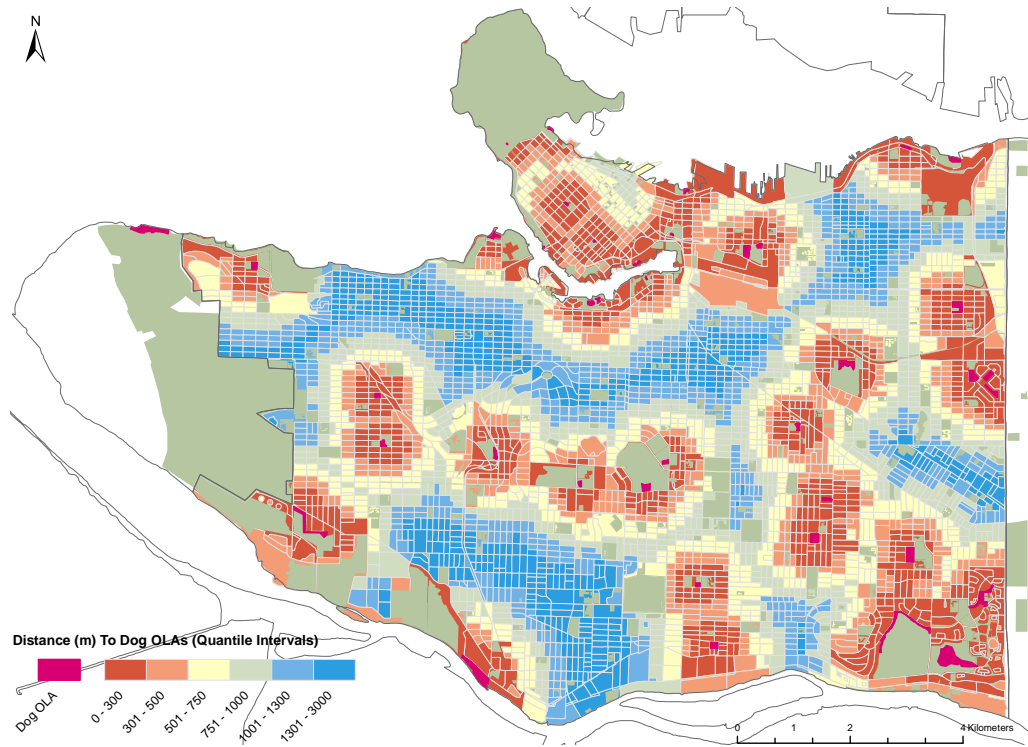 N
Distance (m) To Dog OLAs (Quantile Intervals)
Dog OLA
0 - 300
301 - 500
501 - 750
751 - 1000
1001 - 1300
1301 - 3000
0 1 2 4 Kilometers